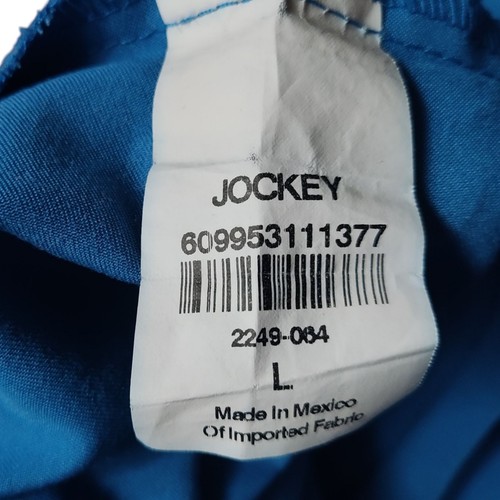 JOCKEY
609953111377
2249-064
L
Made In Mexico
Of Imported Fabric